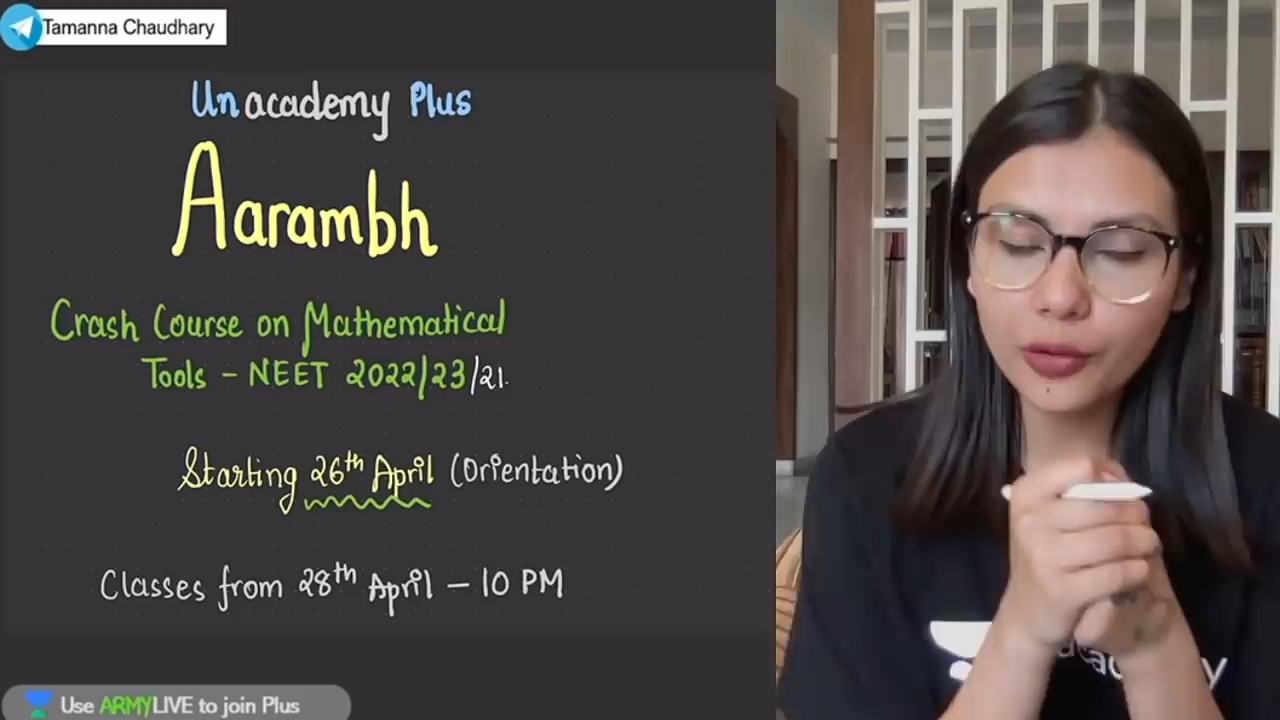 Tamanna Chaudhary
Unacademy Plus
Aarambh
Crash Course on Mathematical
Tools - NEET 2022/23/21.
Starting 26th April (Orientation)
Classes from 28th April - 10 PM
Use ARMYLIVE to join Plus